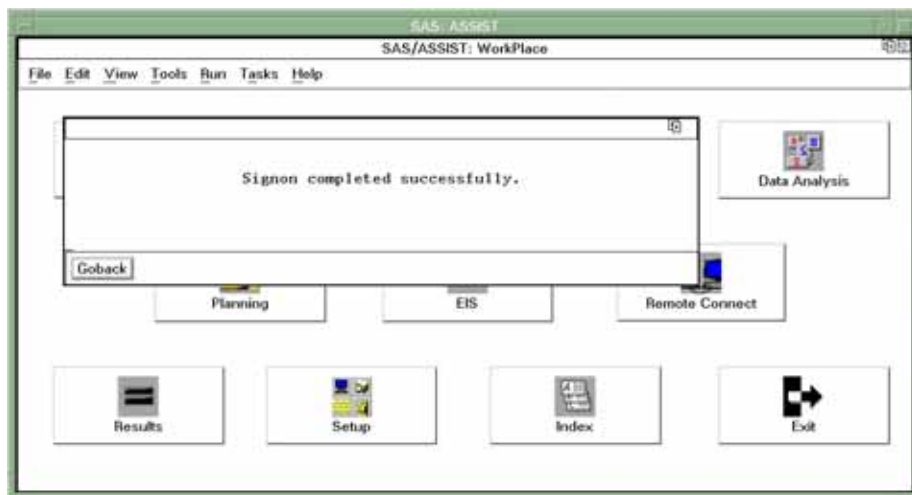 SAS: ASSIST
SAS/ASSIST: WorkPlace
File Edit View Tools Run Tasks Help
Signon completed successfully.
Data Analysis
Goback
Planning
EIS
Remote Connect
Results
Setup
Index
Exit